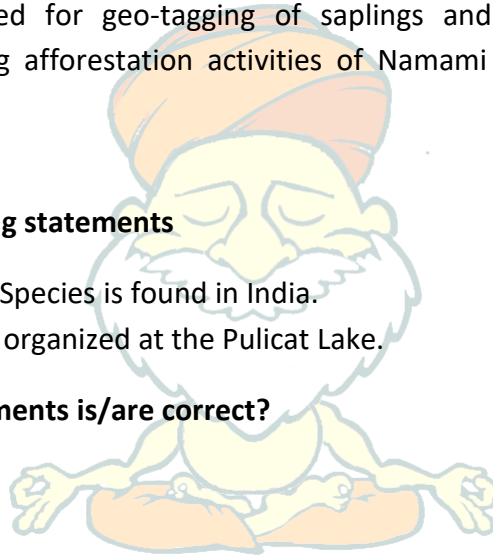 ed for geo-tagging of saplings and
g afforestation activities of Namami
g statements
Species is found in India.
organized at the Pulicat Lake.
ments is/are correct?